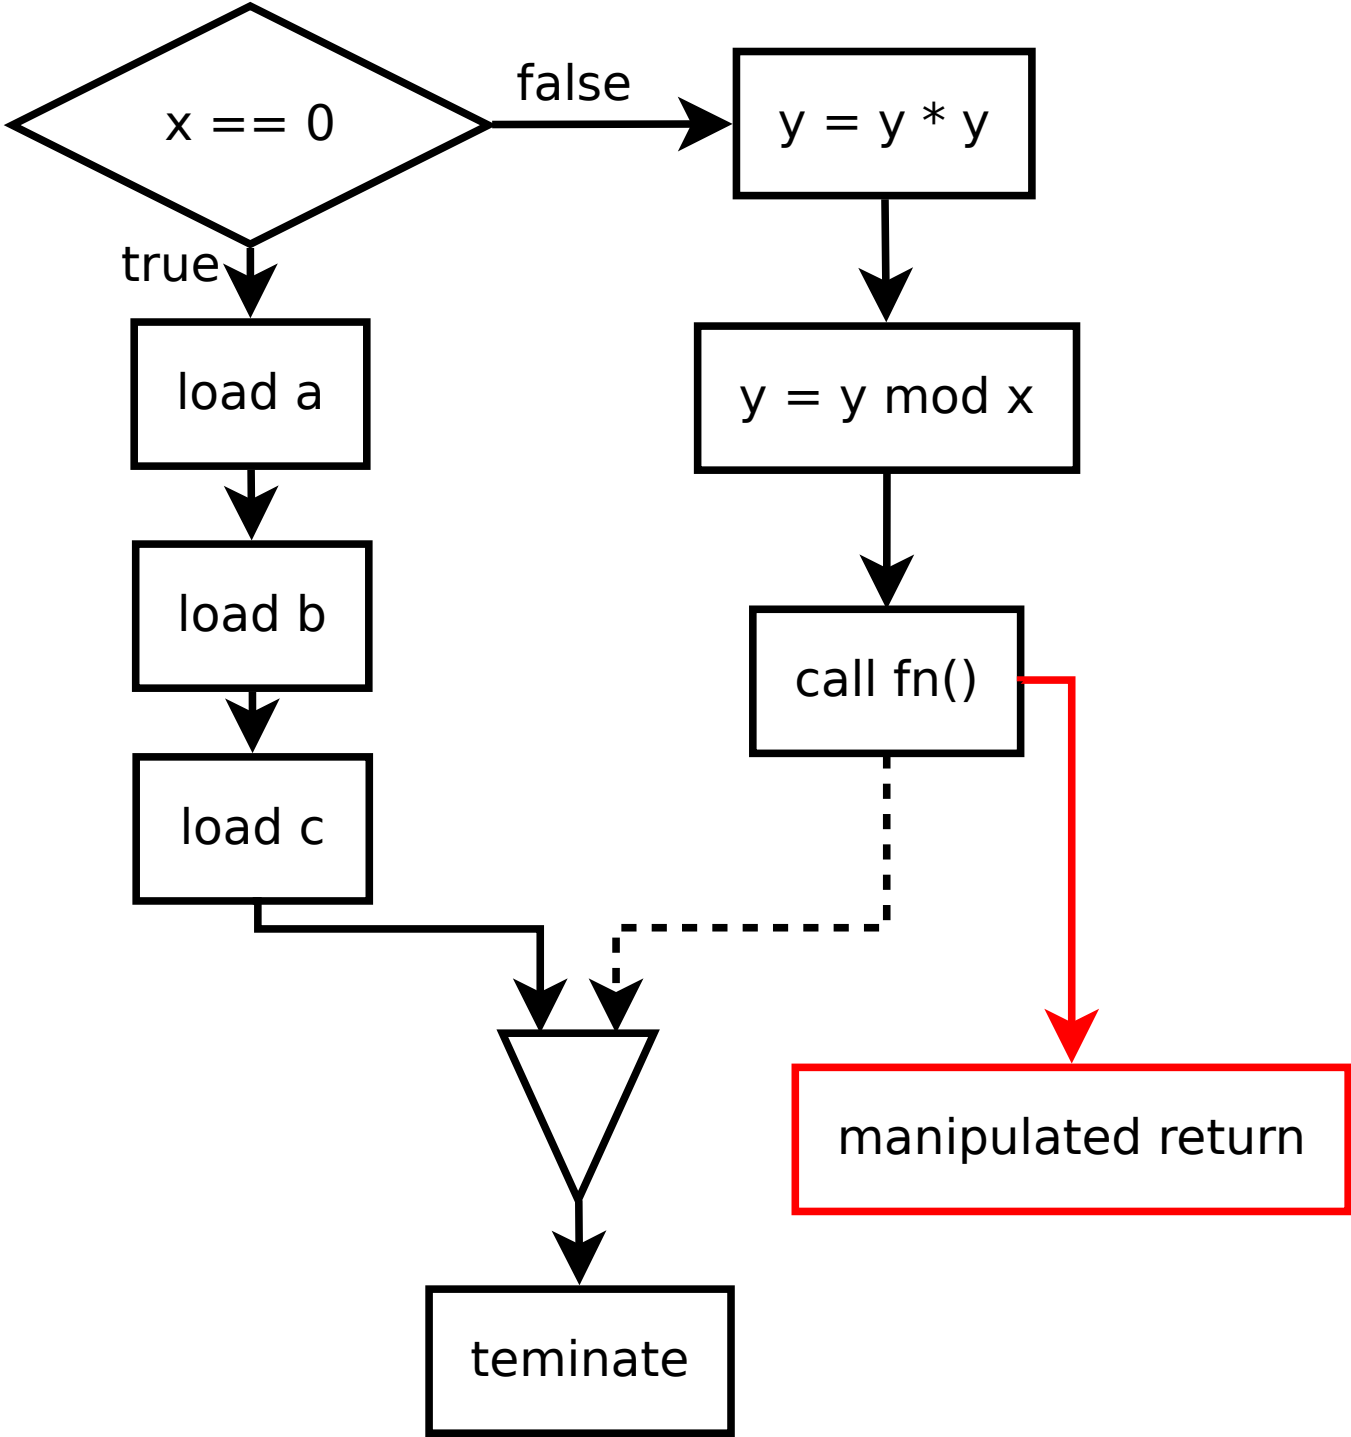 x == 0
false
y = y * y
true
load a
y = y mod x
load b
call fn()
load c
manipulated return
teminate